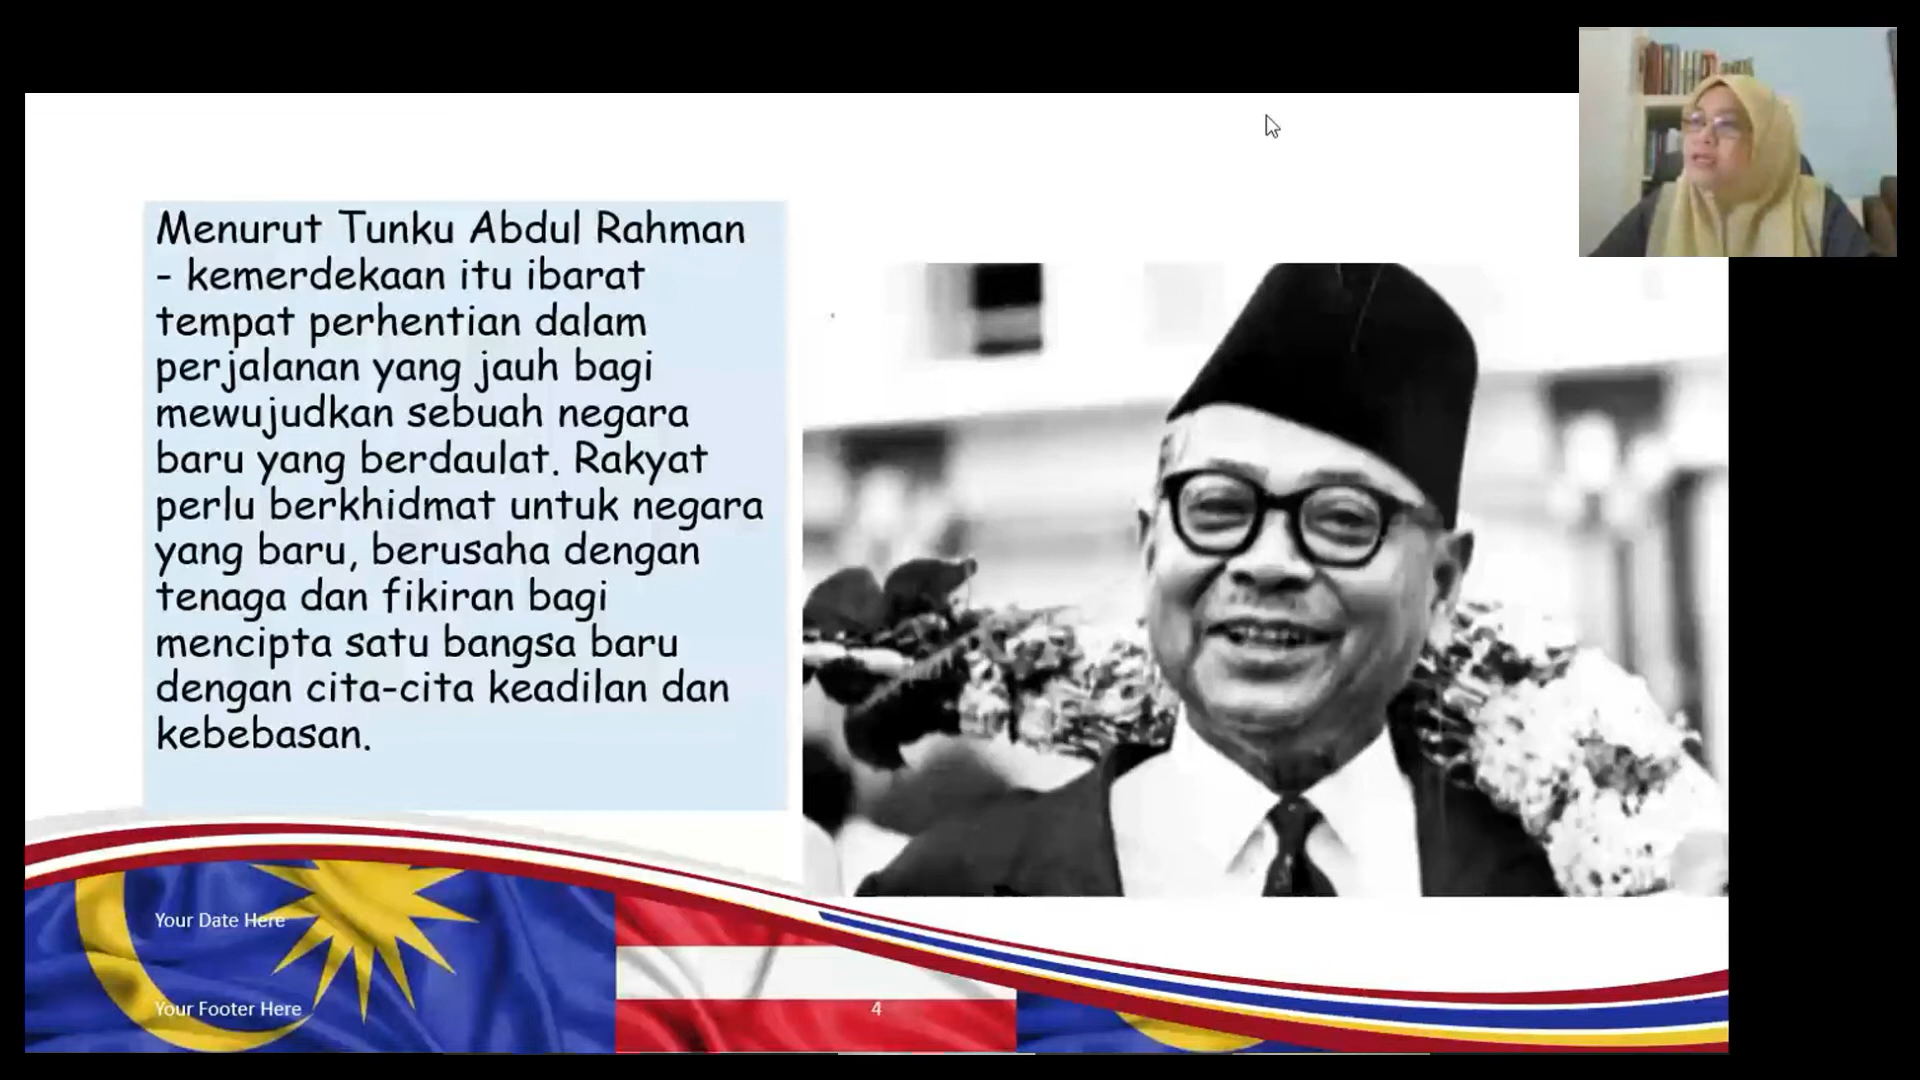 Menurut Tunku Abdul Rahman
- kemerdekaan itu ibarat
tempat perhentian dalam
perjalanan yang jauh bagi
mewujudkan sebuah negara
baru yang berdaulat. Rakyat
perlu berkhidmat untuk negara
yang baru, berusaha dengan
tenaga dan fikiran bagi
mencipta satu bangsa baru
dengan cita-cita keadilan dan
kebebasan.
Your Date Here
Your Footer Here
4